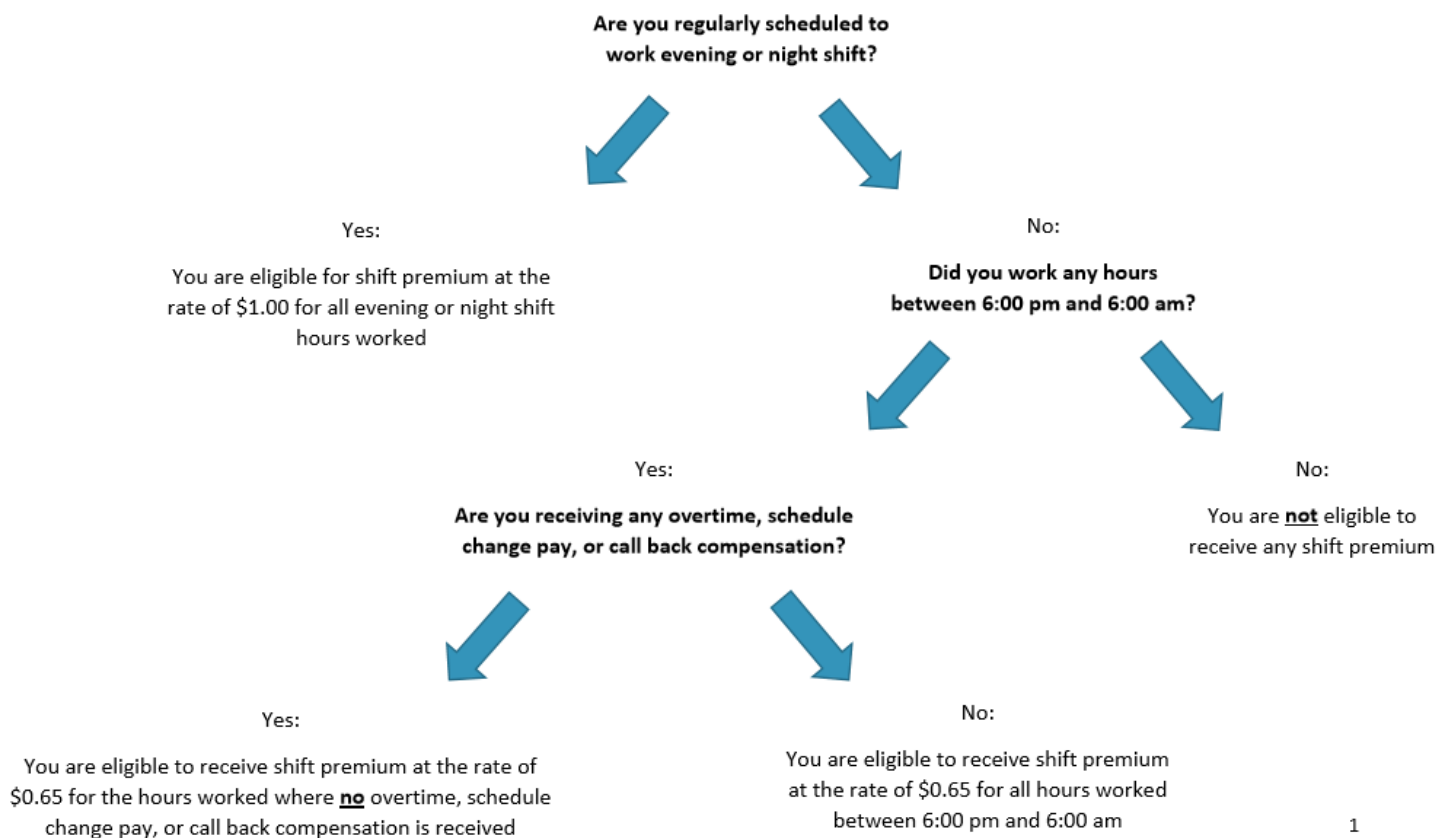 Are you regularly scheduled to
work evening or night shift?
Yes:
You are eligible for shift premium at the
rate of $1.00 for all evening or night shift
hours worked
No:
Did you work any hours
between 6:00 pm and 6:00 am?
Yes:
Are you receiving any overtime, schedule
change pay, or call back compensation?
No:
You are not eligible to
receive any shift premium
Yes:
You are eligible to receive shift premium at the rate of
$0.65 for the hours worked where no overtime, schedule
change pay, or call back compensation is received
No:
You are eligible to receive shift premium
at the rate of $0.65 for all hours worked
between 6:00 pm and 6:00 am
1